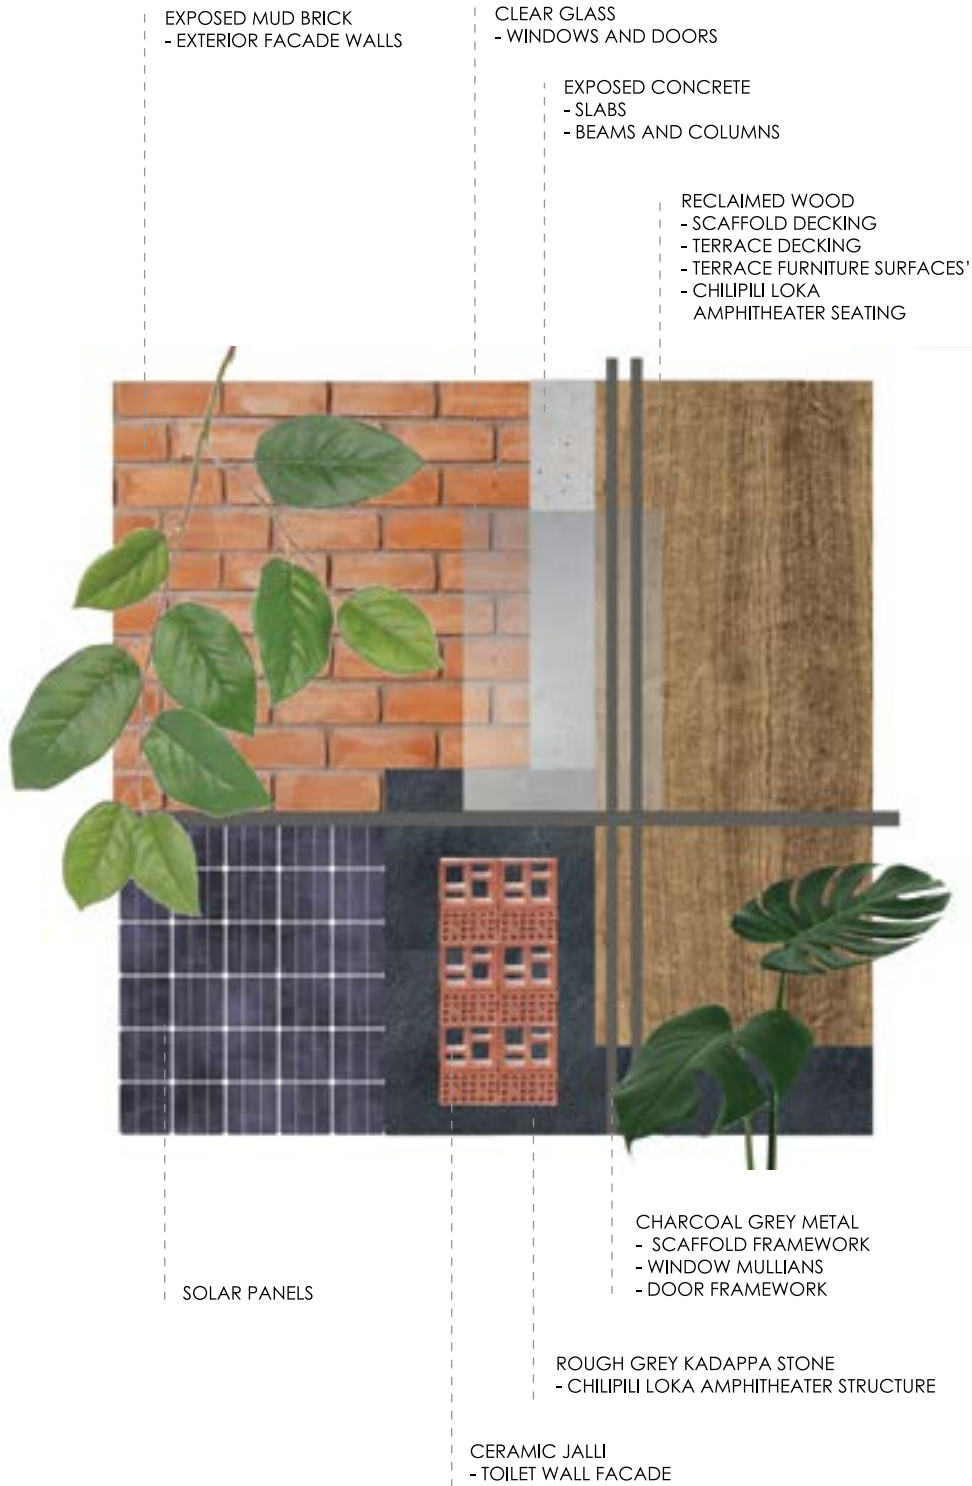 EXPOSED MUD BRICK
- EXTERIOR FACADE WALLS
CLEAR GLASS
- WINDOWS AND DOORS
EXPOSED CONCRETE
- SLABS
- BEAMS AND COLUMNS
RECLAIMED WOOD
- SCAFFOLD DECKING
- TERRACE DECKING
- TERRACE FURNITURE SURFACES'
- CHILIPILI LOKA
AMPHITHEATER SEATING
CHARCOAL GREY METAL
- SCAFFOLD FRAMEWORK
- WINDOW MULLIANS
- DOOR FRAMEWORK
SOLAR PANELS
ROUGH GREY KADAPPA STONE
- CHILIPILI LOKA AMPHITHEATER STRUCTURE
CERAMIC JALLI
- TOILET WALL FACADE